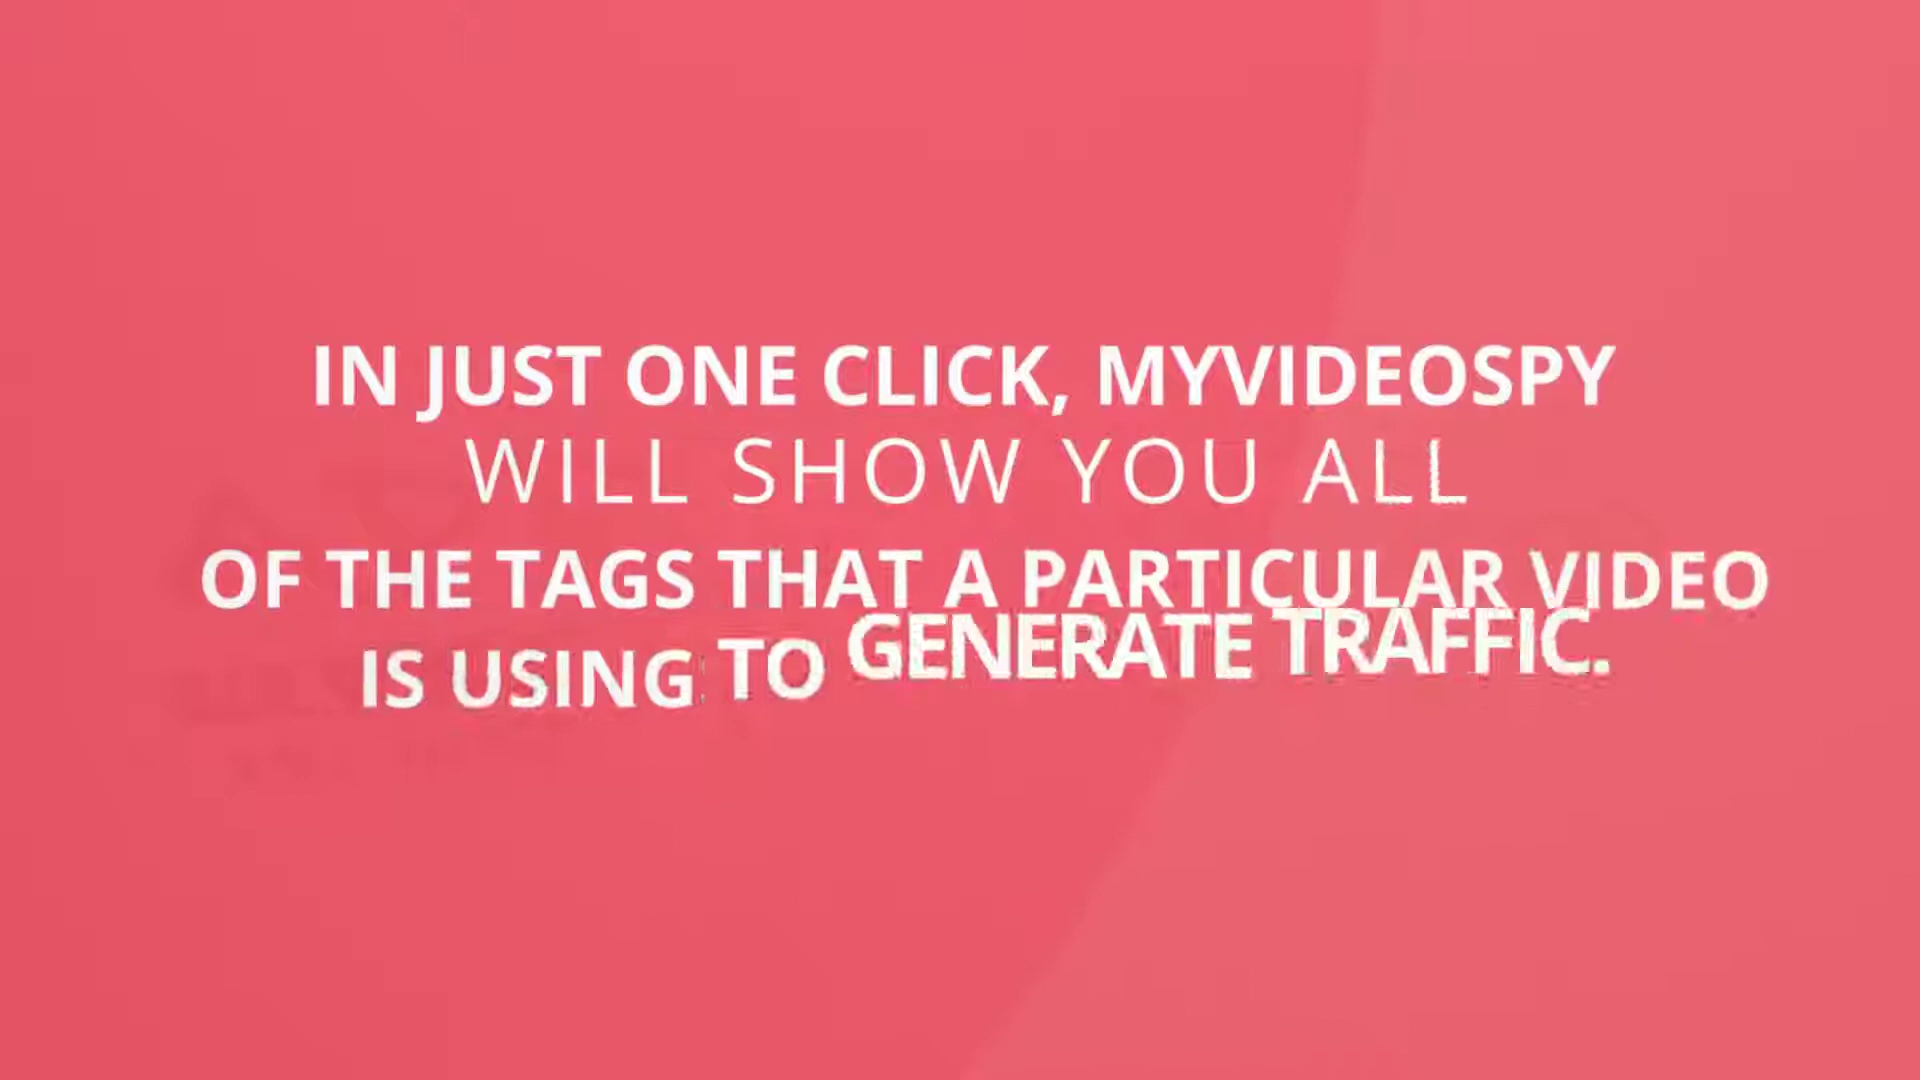 IN JUST ONE CLICK, MYVIDEOSPY
WILL SHOW YOU ALL
OF THE TAGS THAT A PARTICULAR VIDEO
IS USING TO GENERATE TRAFFIC.